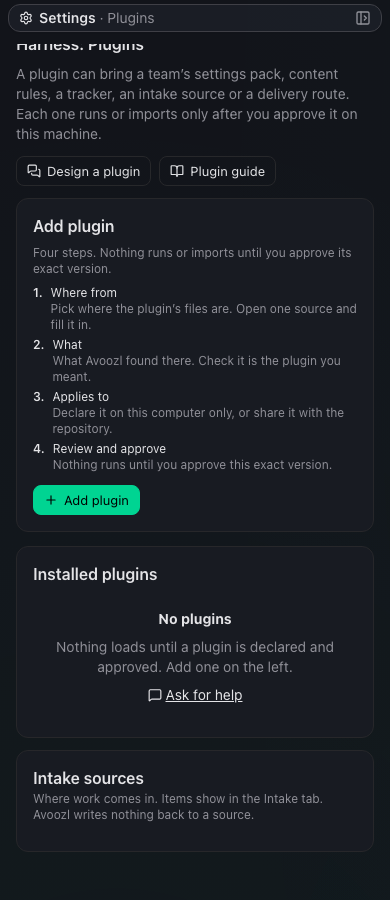 Settings · Plugins
Harness: Plugins
A plugin can bring a team's settings pack, content
rules, a tracker, an intake source or a delivery route.
Each one runs or imports only after you approve it on
this machine.
Design a plugin
Plugin guide
Add plugin
Four steps. Nothing runs or imports until you approve its
exact version.
1. Where from
Pick where the plugin's files are. Open one source and
fill it in.
2. What
What Avoozl found there. Check it is the plugin you
meant.
3. Applies to
Declare it on this computer only, or share it with the
repository.
4. Review and approve
Nothing runs until you approve this exact version.
+ Add plugin
Installed plugins
No plugins
Nothing loads until a plugin is declared and
approved. Add one on the left.
Ask for help
Intake sources
Where work comes in. Items show in the Intake tab.
Avoozl writes nothing back to a source.